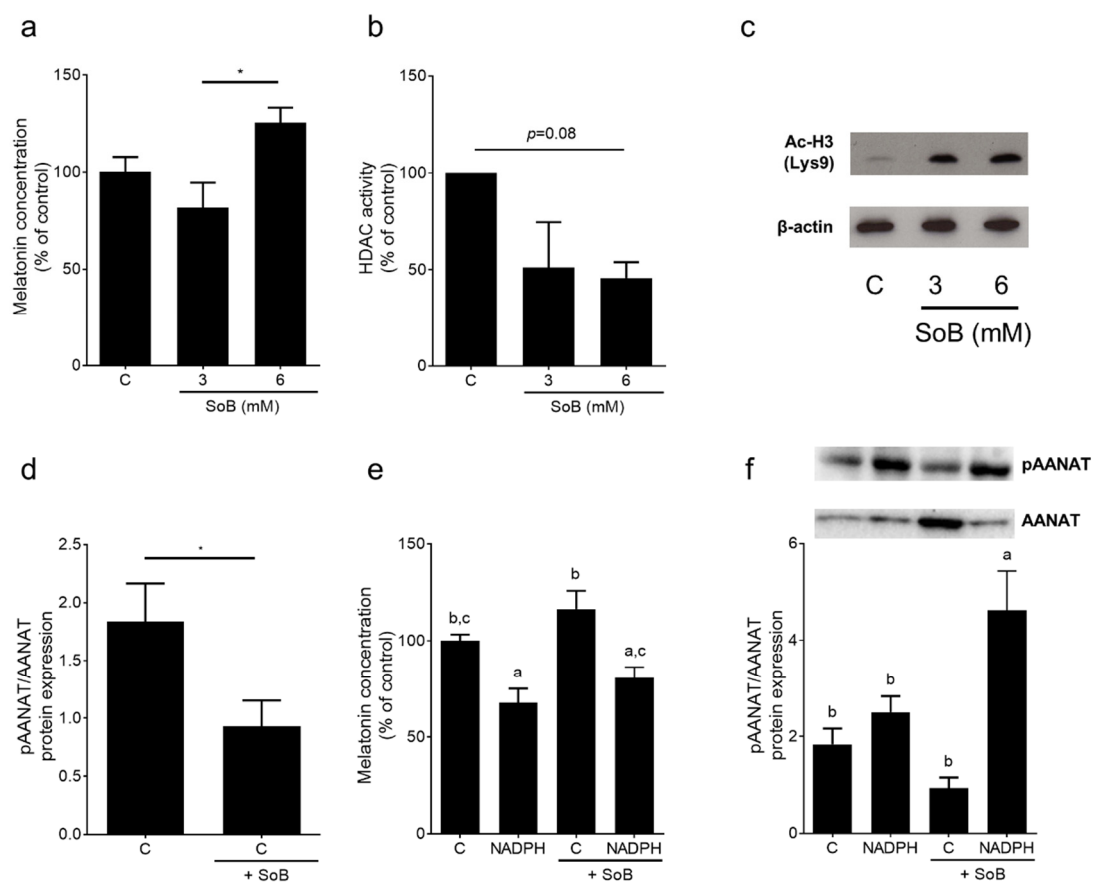 a
Melatonin concentration
(% of control)
150
100
50
0
*
C
3
6
SoB (mM)
b
HDAC activity
(% of control)
150
100
50
0
p=0.08
C
3
6
SoB (mM)
c
Ac-H3
(Lys9)
β-actin
C
3
6
SoB (mM)
d
pAANAT/AANAT
protein expression
2.5
2.0
1.5
1.0
0.5
0.0
*
C
C
+ SoB
e
Melatonin concentration
(% of control)
150
100
50
0
b,c
a
b
a,c
C
NADPH
C
NADPH
+ SoB
f
pAANAT
AANAT
pAANAT/AANAT
protein expression
6
4
2
0
b
b
b
a
C
NADPH
C
NADPH
+ SoB